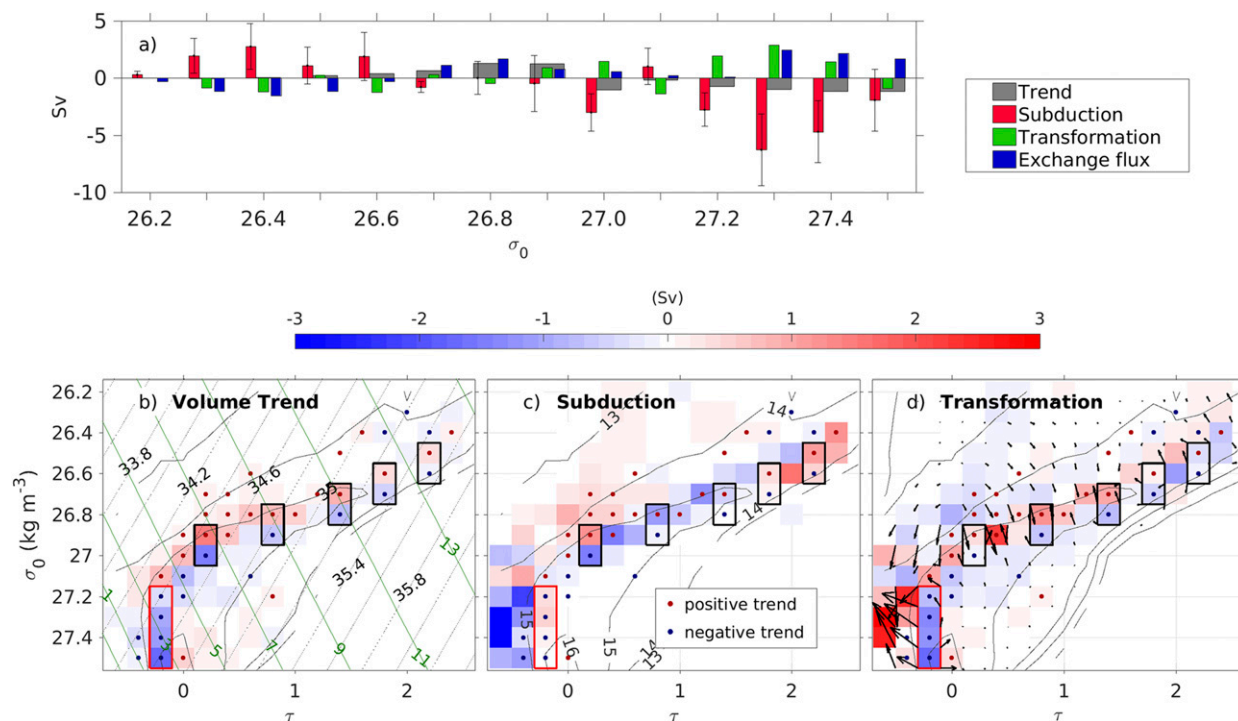 a)
5
0
-5
-10
Sv
26.2 26.4 26.6 26.8 27.0 27.2 27.4
σ0
Trend
Subduction
Transformation
Exchange flux
(Sv)
-3 -2 -1 0 1 2 3
b) Volume Trend
26.2
26.4
26.6
26.8
27
27.2
27.4
σ0 (kg m-3)
33.8
34.2
34.6
35
35.4
35.8
1
3
5
7
9
11
13
0 1 2
τ
c) Subduction
13
14
14
15
16
15
14
13
positive trend
negative trend
0 1 2
τ
d) Transformation
0 1 2
τ